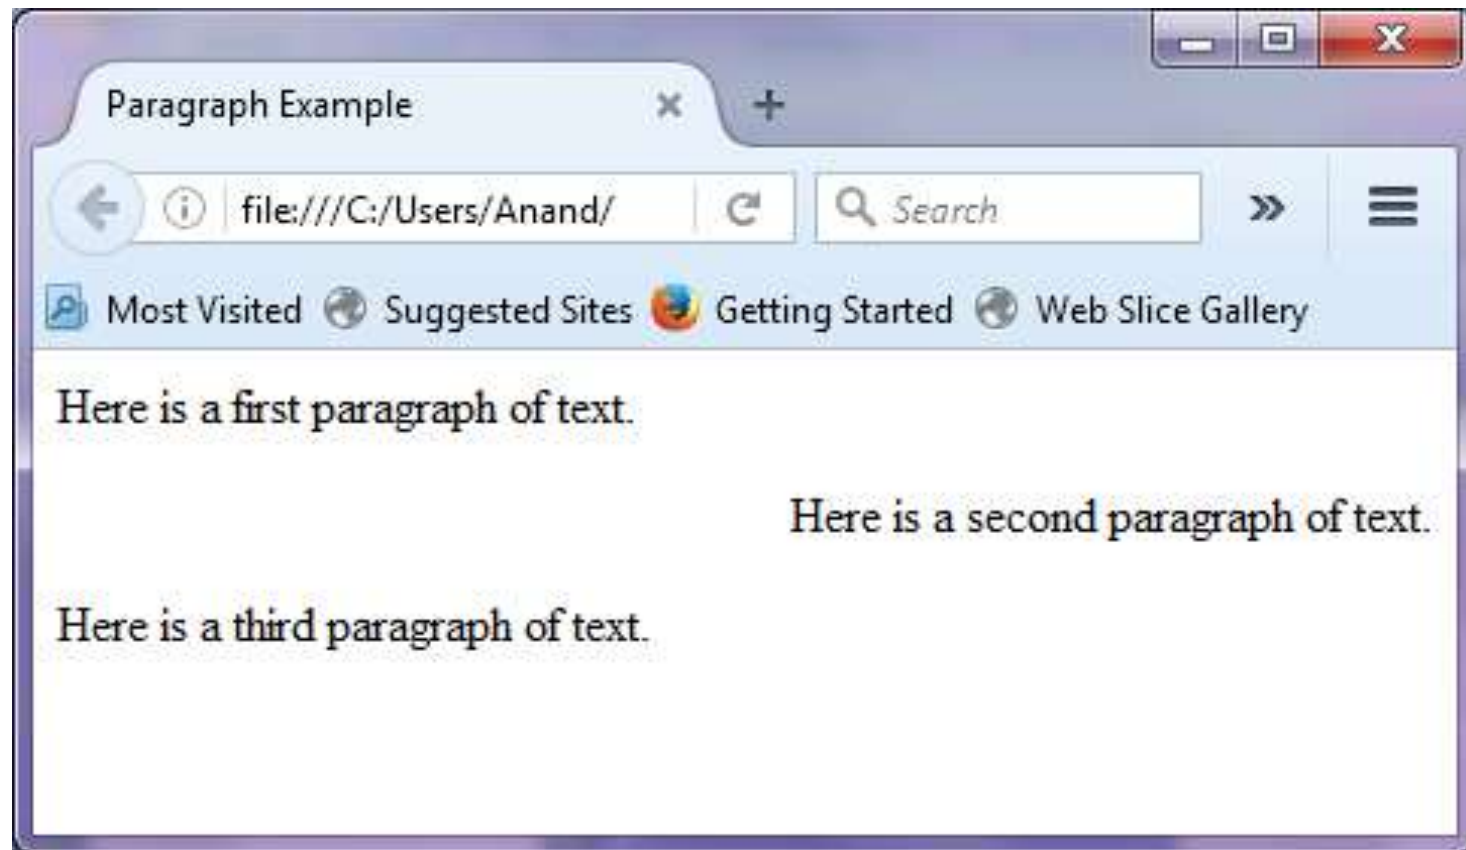 Paragraph Example
file:///C:/Users/Anand/ Search
Most Visited Suggested Sites Getting Started Web Slice Gallery
Here is a first paragraph of text.
Here is a second paragraph of text.
Here is a third paragraph of text.